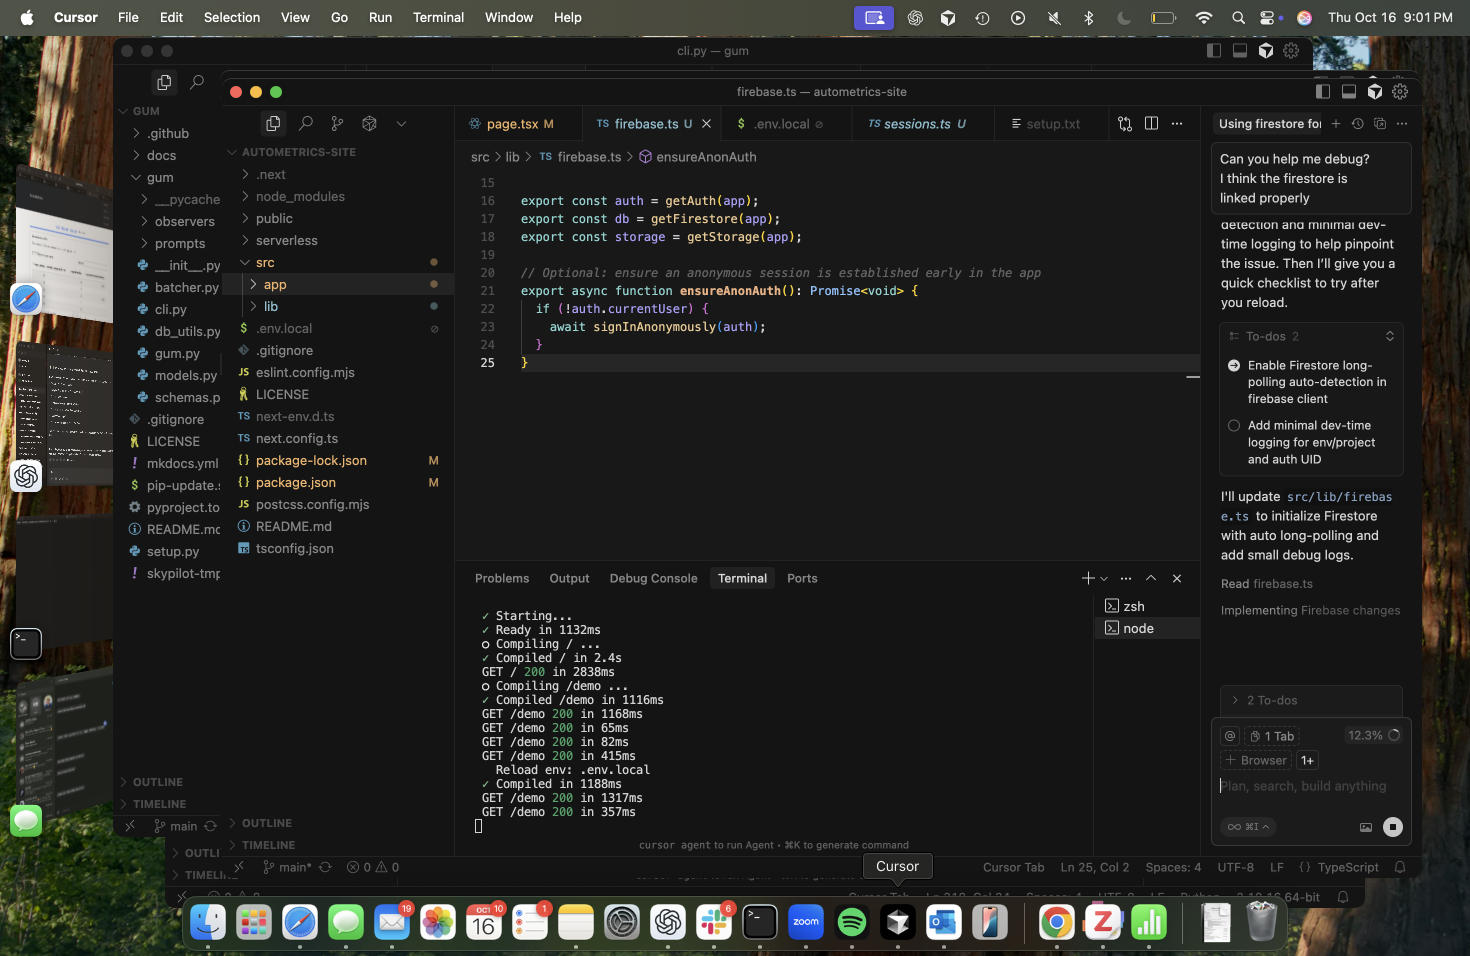 Cursor File Edit Selection View Go Run Terminal Window Help
Thu Oct 16 9:01 PM
cli.py — gum
firebase.ts — autometrics-site
GUM
.github
docs
gum
__pycache
observers
prompts
__init__.py
batcher.py
cli.py
db_utils.py
gum.py
models.py
schemas.p
.gitignore
LICENSE
mkdocs.yml
pip-update.s
pyproject.to
README.mc
setup.py
skypilot-tmp
OUTLINE
TIMELINE
main
AUTOMETRICS-SITE
.next
node_modules
public
serverless
src
app
lib
$ .env.local
.gitignore
JS eslint.config.mjs
LICENSE
TS next-env.d.ts
TS next.config.ts
{} package-lock.json M
{} package.json M
JS postcss.config.mjs
README.md
TS tsconfig.json
OUTLINE
TIMELINE
page.tsx M
TS firebase.ts U
$ .env.local
TS sessions.ts U
setup.txt
src > lib > TS firebase.ts > ensureAnonAuth
15
16 export const auth = getAuth(app);
17 export const db = getFirestore(app);
18 export const storage = getStorage(app);
19
20 // Optional: ensure an anonymous session is established early in the app
21 export async function ensureAnonAuth(): Promise<void> {
22 if (!auth.currentUser) {
23 await signInAnonymously(auth);
24 }
25 }
Problems Output Debug Console Terminal Ports
✓ Starting...
✓ Ready in 1132ms
○ Compiling / ...
✓ Compiled / in 2.4s
GET / 200 in 2838ms
○ Compiling /demo ...
✓ Compiled /demo in 1116ms
GET /demo 200 in 1168ms
GET /demo 200 in 65ms
GET /demo 200 in 82ms
GET /demo 200 in 415ms
Reload env: .env.local
✓ Compiled in 1188ms
GET /demo 200 in 1317ms
GET /demo 200 in 357ms
zsh
node
cursor agent to run Agent • ⌘K to generate command
Using firestore for
Can you help me debug?
I think the firestore is
linked properly
detection and minimal dev-
time logging to help pinpoint
the issue. Then I'll give you a
quick checklist to try after
you reload.
To-dos 2
Enable Firestore long-
polling auto-detection in
firebase client
Add minimal dev-time
logging for env/project
and auth UID
I'll update src/lib/firebas
e.ts to initialize Firestore
with auto long-polling and
add small debug logs.
Read firebase.ts
Implementing Firebase changes
2 To-dos
@ 1 Tab 12.3%
+ Browser 1+
Plan, search, build anything
∞ ⌘I
main* 0 0
Cursor Tab Ln 25, Col 2 Spaces: 4 UTF-8 LF {} TypeScript
OUTLI
TIMELIN
64-bit
Cursor
19
OCT 10
16
1
6
zoom
Z